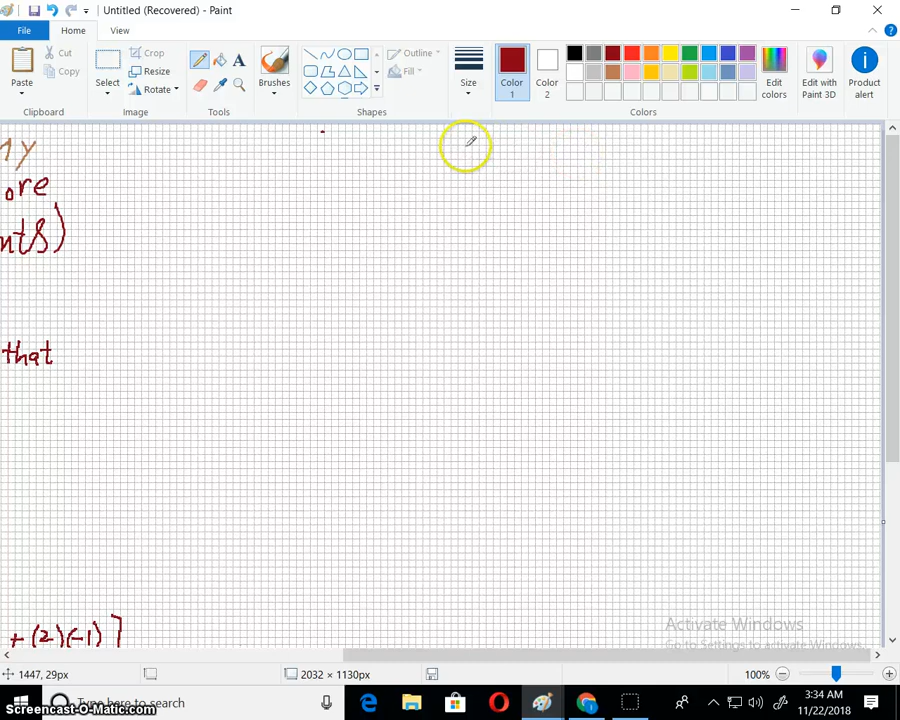 Untitled (Recovered) - Paint
File Home View
Paste Cut Copy Clipboard
Select Crop Resize Rotate Image
Tools
Brushes
Shapes Outline Fill
Size
Color 1 Color 2 Edit colors Colors
Edit with Paint 3D
Product alert
my
ore
nts)
that
+ (2)(-1) ]
Activate Windows
Go to Settings to activate Windows.
1447, 29px 2032 × 1130px 100%
Type here to search
3:34 AM
11/22/2018
Screencast-O-Matic.com